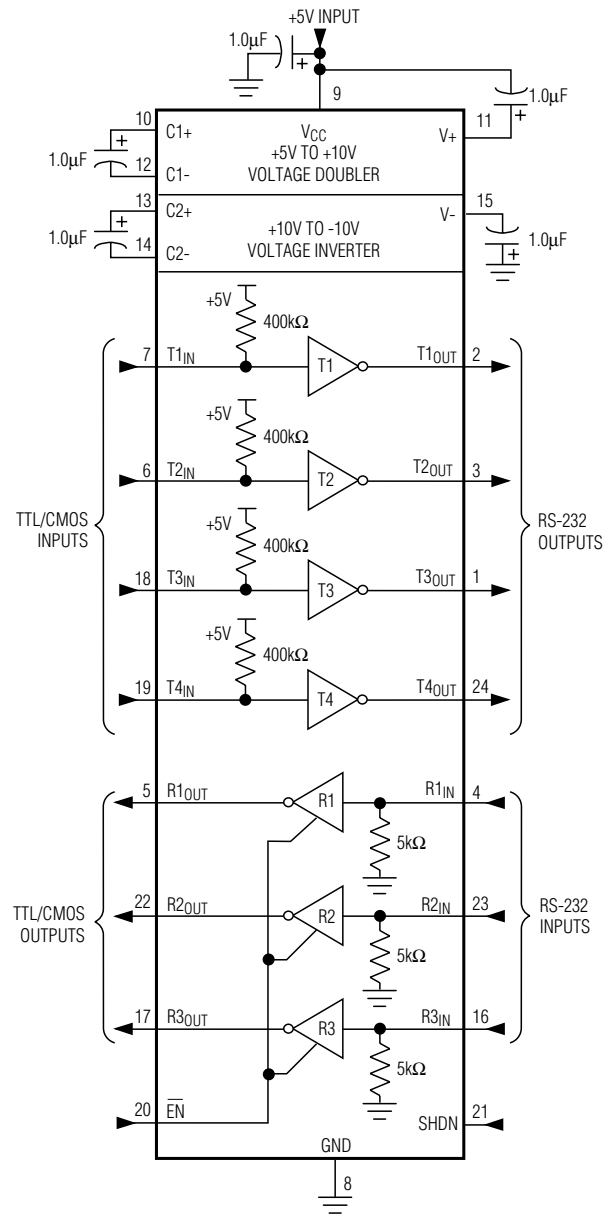 +5V INPUT
1.0µF
1.0µF
9
10
C1+
VCC
11
V+
+5V TO +10V
VOLTAGE DOUBLER
1.0µF
12
C1-
13
C2+
15
V-
+10V TO -10V
VOLTAGE INVERTER
1.0µF
14
C2-
1.0µF
+5V
400kΩ
7
T1IN
T1
T1OUT
2
+5V
400kΩ
6
T2IN
T2
T2OUT
3
TTL/CMOS
INPUTS
RS-232
OUTPUTS
+5V
400kΩ
18
T3IN
T3
T3OUT
1
+5V
400kΩ
19
T4IN
T4
T4OUT
24
5
R1OUT
R1
R1IN
4
5kΩ
TTL/CMOS
OUTPUTS
22
R2OUT
R2
R2IN
23
RS-232
INPUTS
5kΩ
17
R3OUT
R3
R3IN
16
5kΩ
20
EN
SHDN
21
GND
8